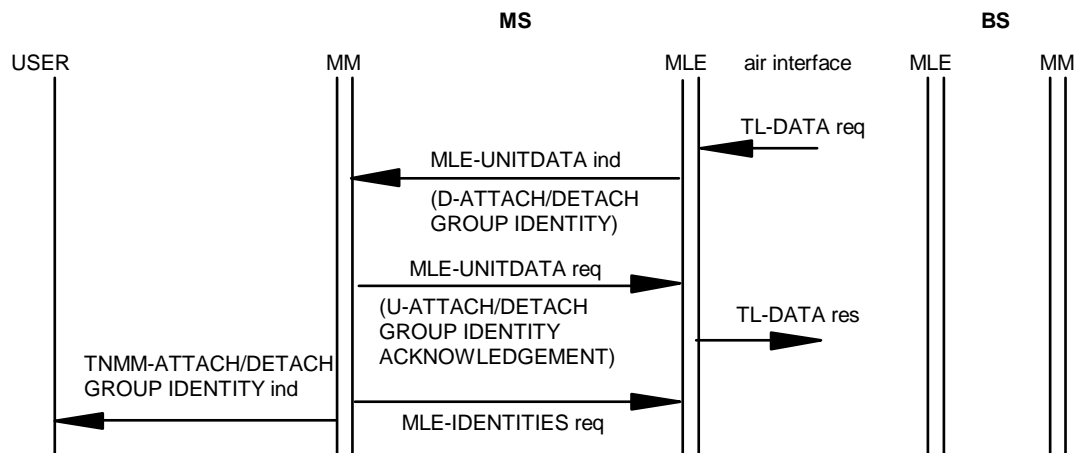 MS BS
USER MM MLE air interface MLE MM
TL-DATA req
MLE-UNITDATA ind
(D-ATTACH/DETACH
GROUP IDENTITY)
MLE-UNITDATA req
(U-ATTACH/DETACH
GROUP IDENTITY
ACKNOWLEDGEMENT)
TL-DATA res
TNMM-ATTACH/DETACH
GROUP IDENTITY ind
MLE-IDENTITIES req